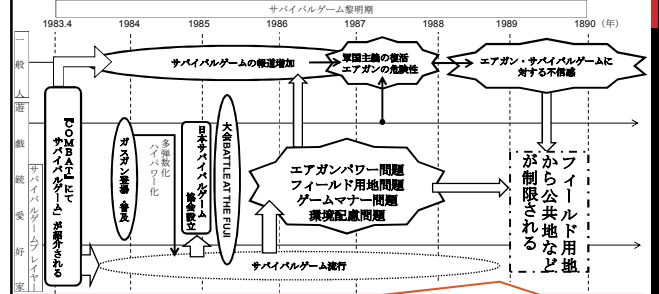 サバイバルゲーム黎明期
1983.4 1984 1985 1986 1987 1988 1989 1890（年）
一般人
遊戯銃愛好家
サバイバルゲームプレイヤー
『COMBAT』にて
サバイバルゲーム」が紹介される
ガスガン登場・普及
多弾数化
ハイパワー化
日本サバイバルゲーム
協会設立
大会BATTLE AT THE FUJI
サバイバルゲームの報道増加
軍国主義の復活
エアガンの危険性
エアガン・サバイバルゲームに
対する不信感
エアガンパワー問題
フィールド用地問題
ゲームマナー問題
環境配慮問題
フィールド用地
から公共地など
が制限される
サバイバルゲーム流行